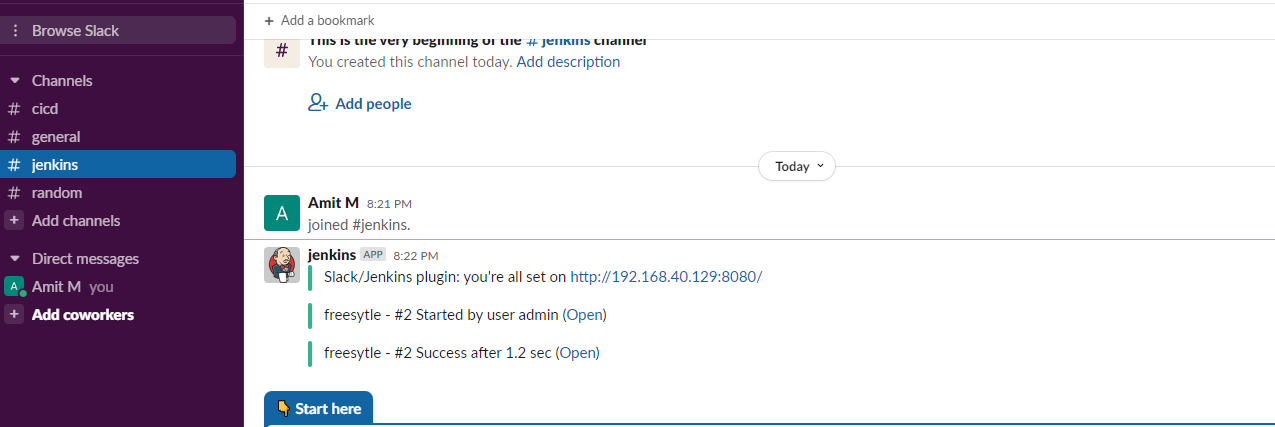 Browse Slack
Channels
# cicd
# general
# jenkins
# random
+ Add channels
Direct messages
A Amit M you
+ Add coworkers
+ Add a bookmark
# This is the very beginning of the # jenkins channel
You created this channel today. Add description
Add people
Today
A Amit M 8:21 PM
joined #jenkins.
jenkins APP 8:22 PM
Slack/Jenkins plugin: you're all set on http://192.168.40.129:8080/
freesytle - #2 Started by user admin (Open)
freesytle - #2 Success after 1.2 sec (Open)
👇 Start here